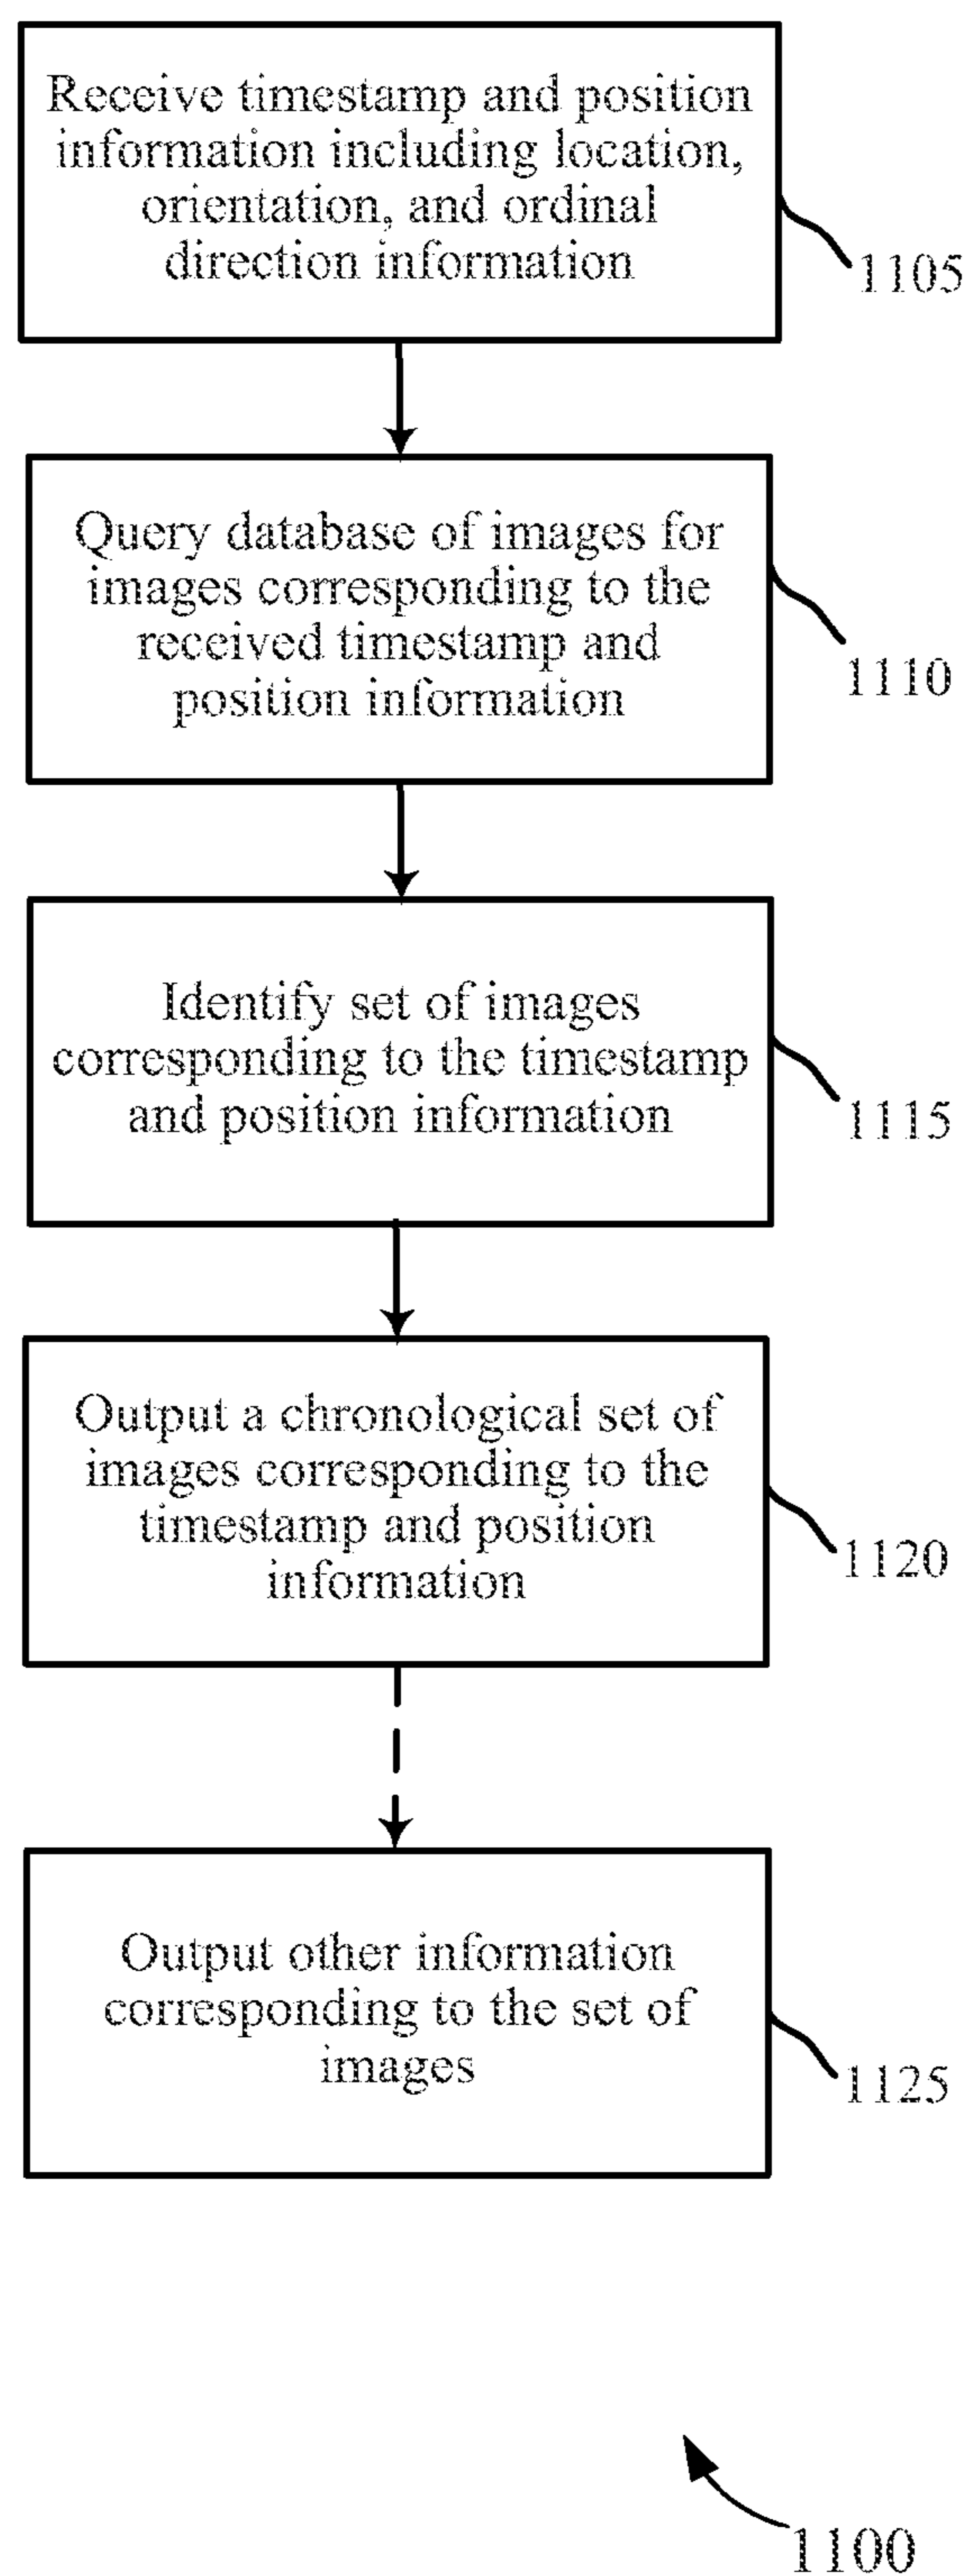 Receive timestamp and position
information including location,
orientation, and ordinal
direction information
1105
Query database of images for
images corresponding to the
received timestamp and
position information
1110
Identify set of images
corresponding to the timestamp
and position information
1115
Output a chronological set of
images corresponding to the
timestamp and position
information
1120
Output other information
corresponding to the set of
images
1125
1100